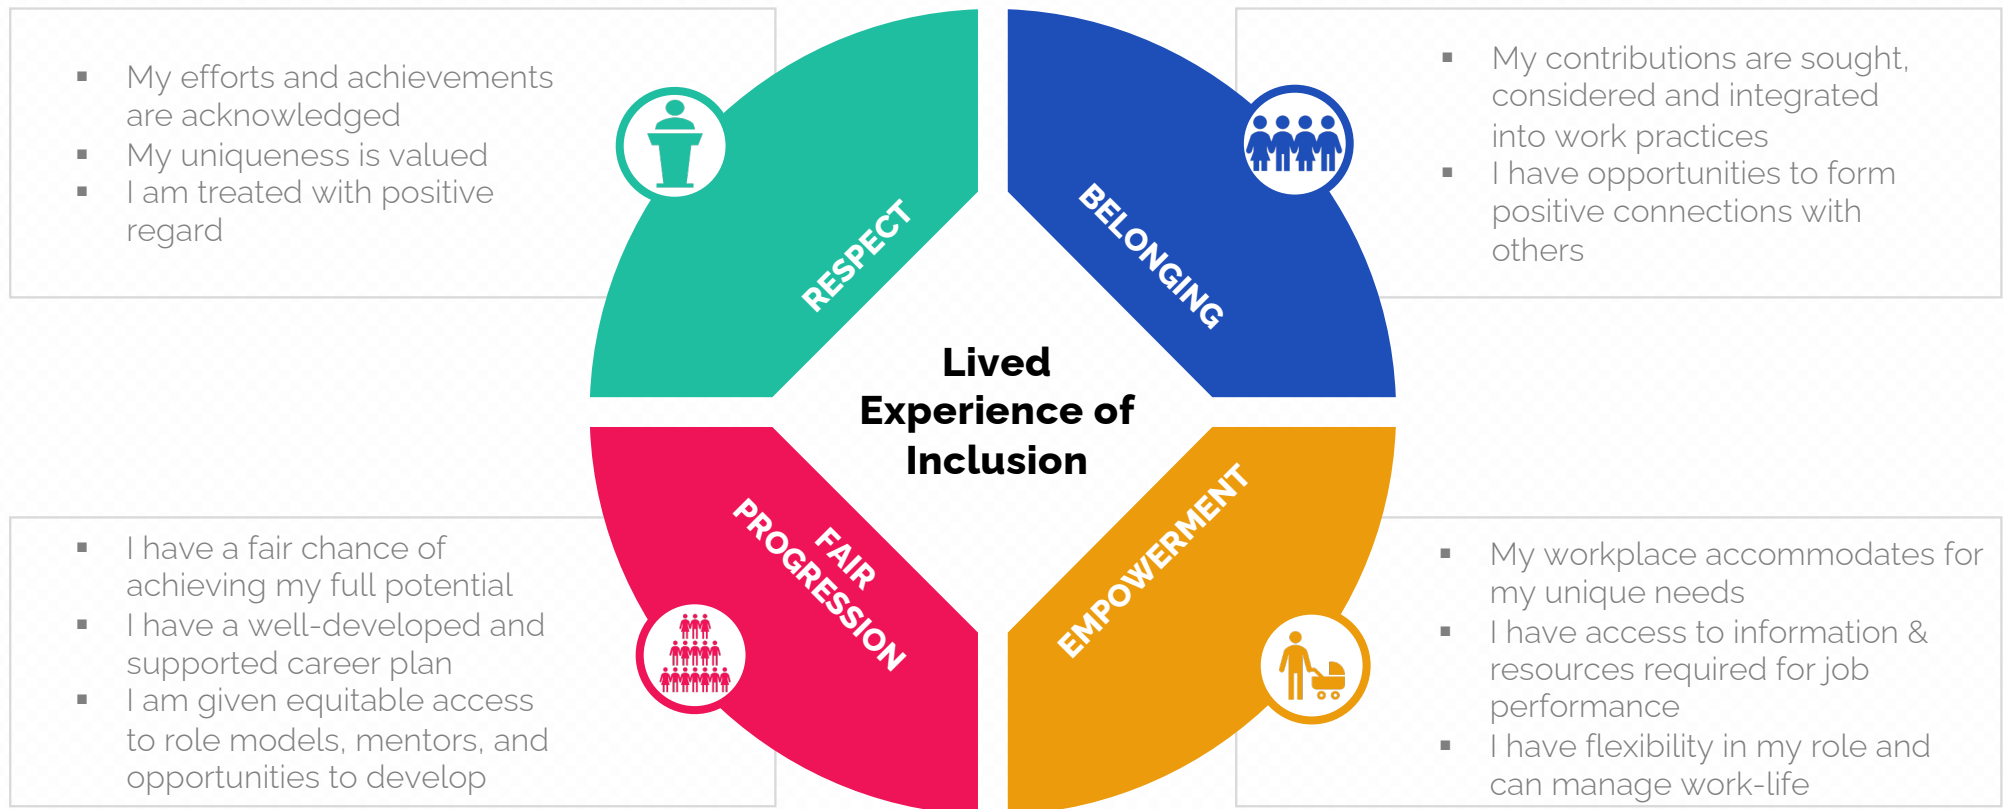 ▪ My efforts and achievements
are acknowledged
▪ My uniqueness is valued
▪ I am treated with positive
regard
RESPECT
BELONGING
▪ My contributions are sought,
considered and integrated
into work practices
▪ I have opportunities to form
positive connections with
others
Lived
Experience of
Inclusion
▪ I have a fair chance of
achieving my full potential
▪ I have a well-developed and
supported career plan
▪ I am given equitable access
to role models, mentors, and
opportunities to develop
FAIR
PROGRESSION
EMPOWERMENT
▪ My workplace accommodates for
my unique needs
▪ I have access to information &
resources required for job
performance
▪ I have flexibility in my role and
can manage work-life